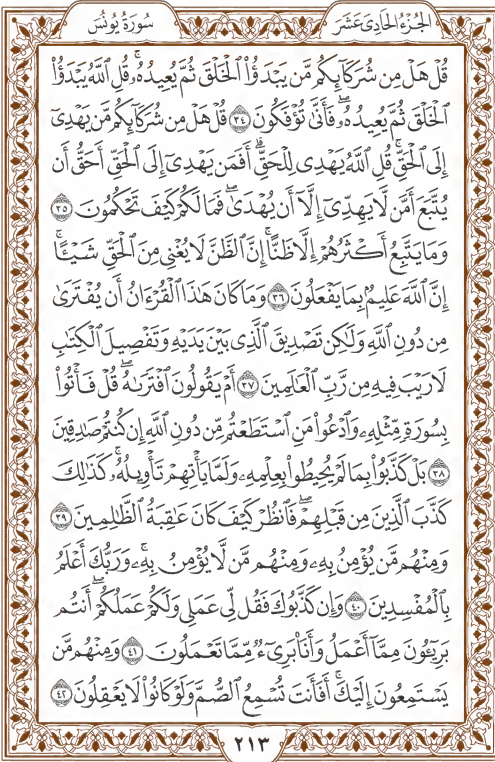 الجزء الحادي عشر
سورة يونس
قُلْ هَلْ مِن شُرَكَآئِكُم مَّن يَبْدَؤُا۟ ٱلْخَلْقَ ثُمَّ يُعِيدُهُۥ ۚ قُلِ ٱللَّهُ يَبْدَؤُا۟
ٱلْخَلْقَ ثُمَّ يُعِيدُهُۥ ۖ فَأَنَّىٰ تُؤْفَكُونَ ٣٤ قُلْ هَلْ مِن شُرَكَآئِكُم مَّن يَهْدِىٓ
إِلَى ٱلْحَقِّ ۚ قُلِ ٱللَّهُ يَهْدِى لِلْحَقِّ ۗ أَفَمَن يَهْدِىٓ إِلَى ٱلْحَقِّ أَحَقُّ أَن
يُتَّبَعَ أَمَّن لَّا يَهِدِّىٓ إِلَّآ أَن يُهْدَىٰ ۖ فَمَا لَكُمْ كَيْفَ تَحْكُمُونَ ٣٥
وَمَا يَتَّبِعُ أَكْثَرُهُمْ إِلَّا ظَنًّا ۚ إِنَّ ٱلظَّنَّ لَا يُغْنِى مِنَ ٱلْحَقِّ شَيْـًٔا ۚ
إِنَّ ٱللَّهَ عَلِيمٌۢ بِمَا يَفْعَلُونَ ٣٦ وَمَا كَانَ هَـٰذَا ٱلْقُرْءَانُ أَن يُفْتَرَىٰ
مِن دُونِ ٱللَّهِ وَلَـٰكِن تَصْدِيقَ ٱلَّذِى بَيْنَ يَدَيْهِ وَتَفْصِيلَ ٱلْكِتَـٰبِ
لَا رَيْبَ فِيهِ مِن رَّبِّ ٱلْعَـٰلَمِينَ ٣٧ أَمْ يَقُولُونَ ٱفْتَرَىٰهُ ۖ قُلْ فَأْتُوا۟
بِسُورَةٍ مِّثْلِهِۦ وَٱدْعُوا۟ مَنِ ٱسْتَطَعْتُم مِّن دُونِ ٱللَّهِ إِن كُنتُمْ صَـٰدِقِينَ
٣٨ بَلْ كَذَّبُوا۟ بِمَا لَمْ يُحِيطُوا۟ بِعِلْمِهِۦ وَلَمَّا يَأْتِهِمْ تَأْوِيلُهُۥ ۚ كَذَٰلِكَ
كَذَّبَ ٱلَّذِينَ مِن قَبْلِهِمْ ۖ فَٱنظُرْ كَيْفَ كَانَ عَـٰقِبَةُ ٱلظَّـٰلِمِينَ ٣٩
وَمِنْهُم مَّن يُؤْمِنُ بِهِۦ وَمِنْهُم مَّن لَّا يُؤْمِنُ بِهِۦ ۚ وَرَبُّكَ أَعْلَمُ
بِٱلْمُفْسِدِينَ ٤٠ وَإِن كَذَّبُوكَ فَقُل لِّى عَمَلِى وَلَكُمْ عَمَلُكُمْ ۖ أَنتُم
بَرِيٓـُٔونَ مِمَّآ أَعْمَلُ وَأَنَا۠ بَرِىٓءٌ مِّمَّا تَعْمَلُونَ ٤١ وَمِنْهُم مَّن
يَسْتَمِعُونَ إِلَيْكَ ۚ أَفَأَنتَ تُسْمِعُ ٱلصُّمَّ وَلَوْ كَانُوا۟ لَا يَعْقِلُونَ ٤٢
٢١٣